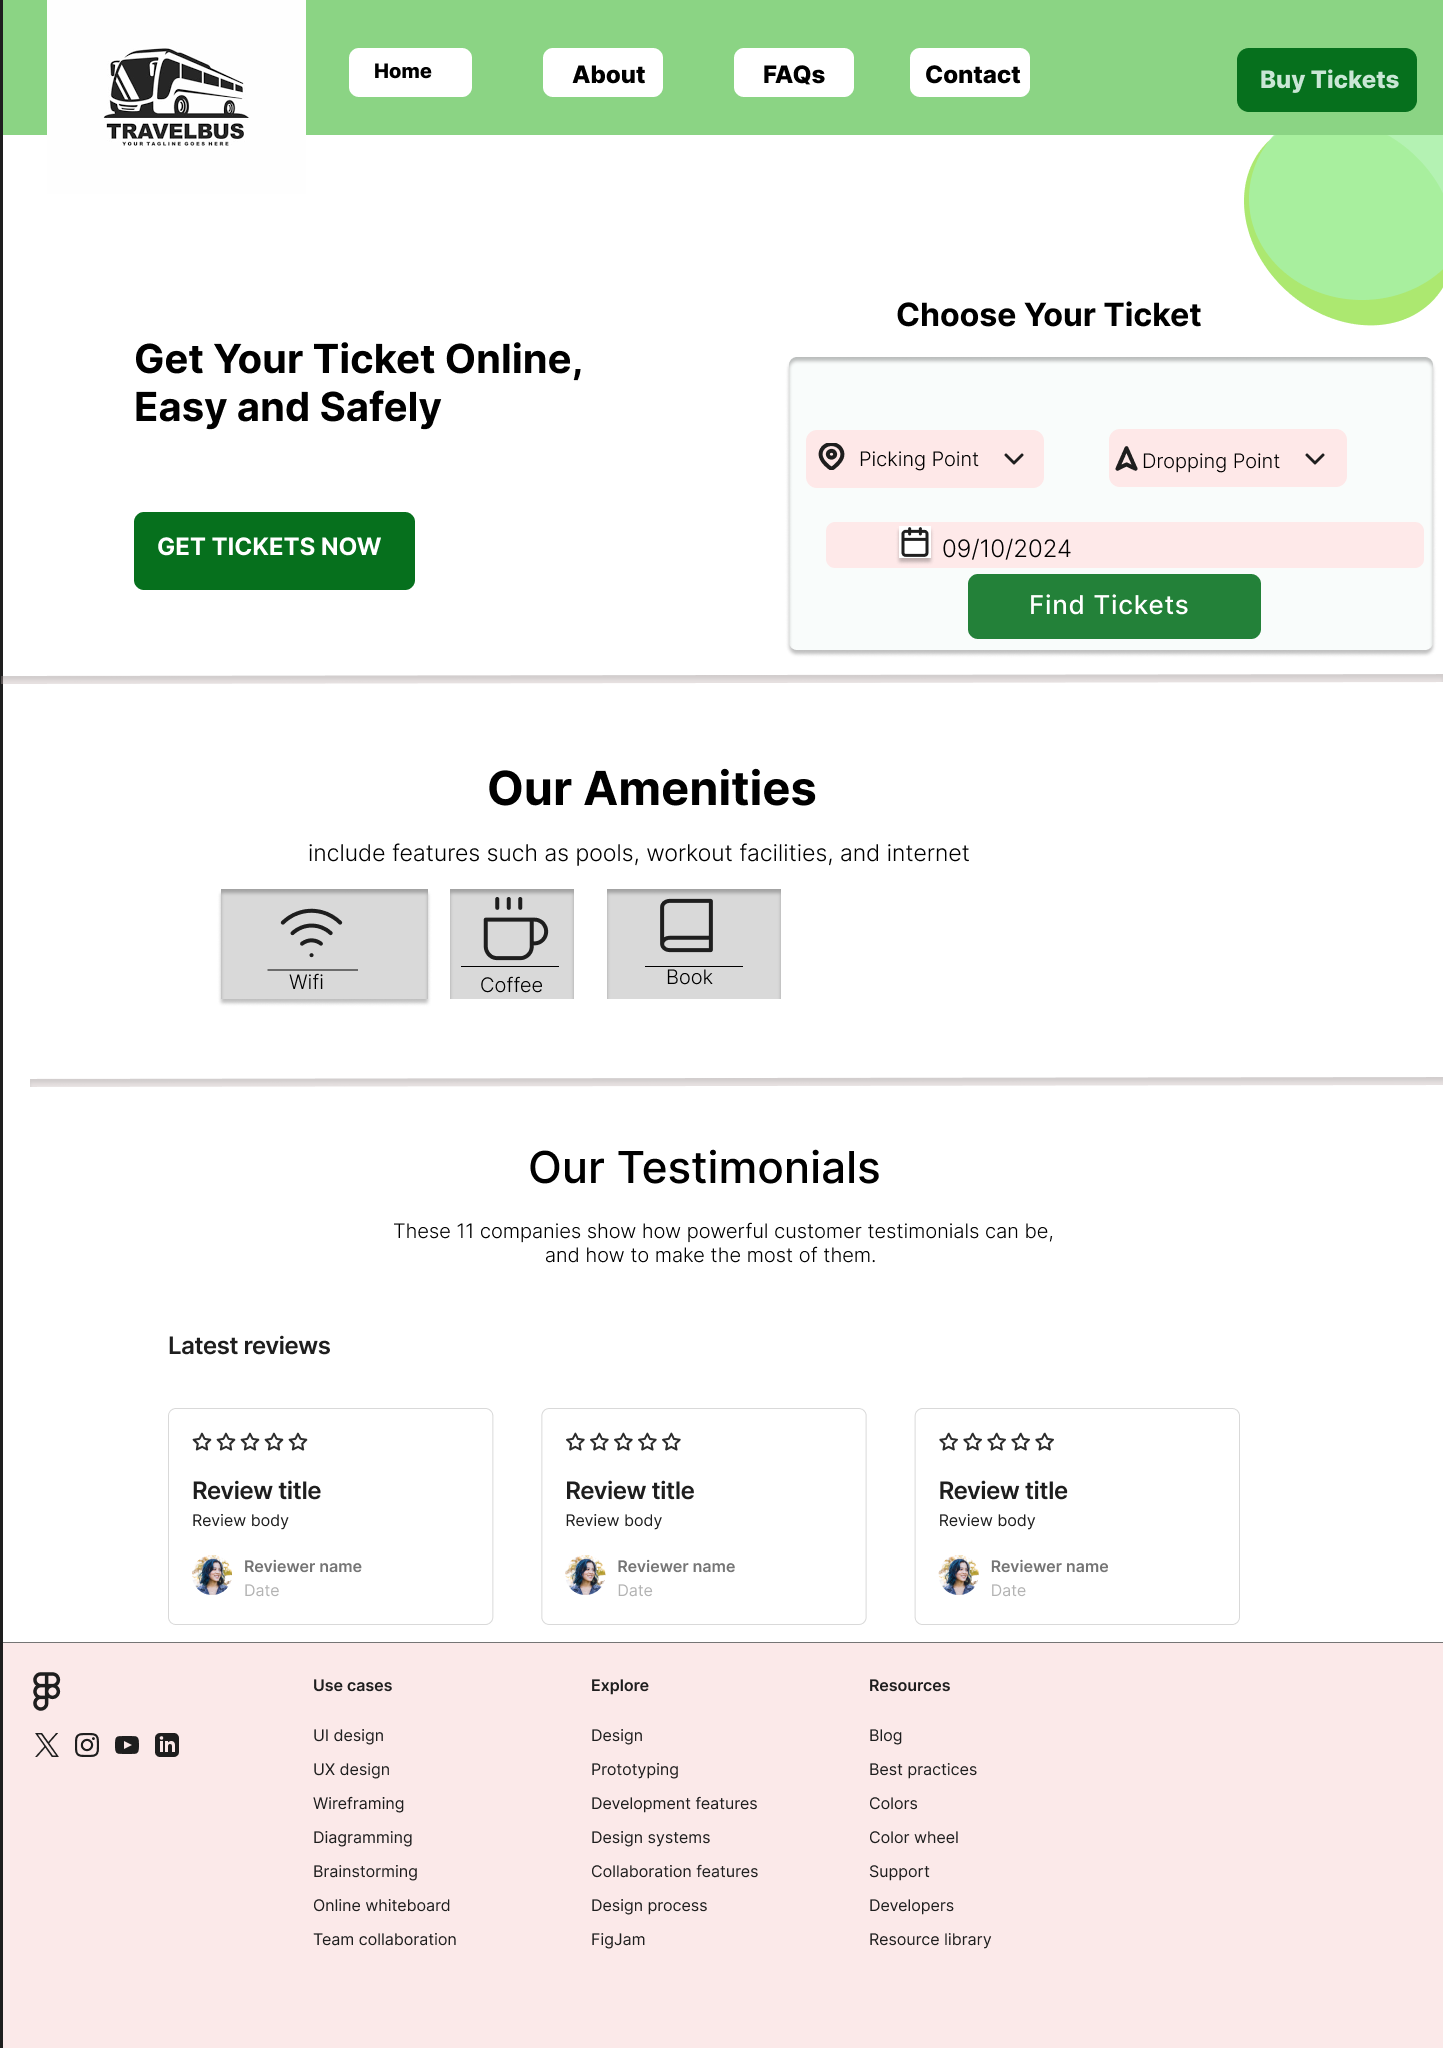 TRAVELBUS
YOUR TAGLINE GOES HERE
Home
About
FAQs
Contact
Buy Tickets
Get Your Ticket Online,
Easy and Safely
GET TICKETS NOW
Choose Your Ticket
Picking Point
Dropping Point
09/10/2024
Find Tickets
Our Amenities
include features such as pools, workout facilities, and internet
Wifi
Coffee
Book
Our Testimonials
These 11 companies show how powerful customer testimonials can be,
and how to make the most of them.
Latest reviews
Review title
Review body
Reviewer name
Date
Review title
Review body
Reviewer name
Date
Review title
Review body
Reviewer name
Date
Use cases
UI design
UX design
Wireframing
Diagramming
Brainstorming
Online whiteboard
Team collaboration
Explore
Design
Prototyping
Development features
Design systems
Collaboration features
Design process
FigJam
Resources
Blog
Best practices
Colors
Color wheel
Support
Developers
Resource library